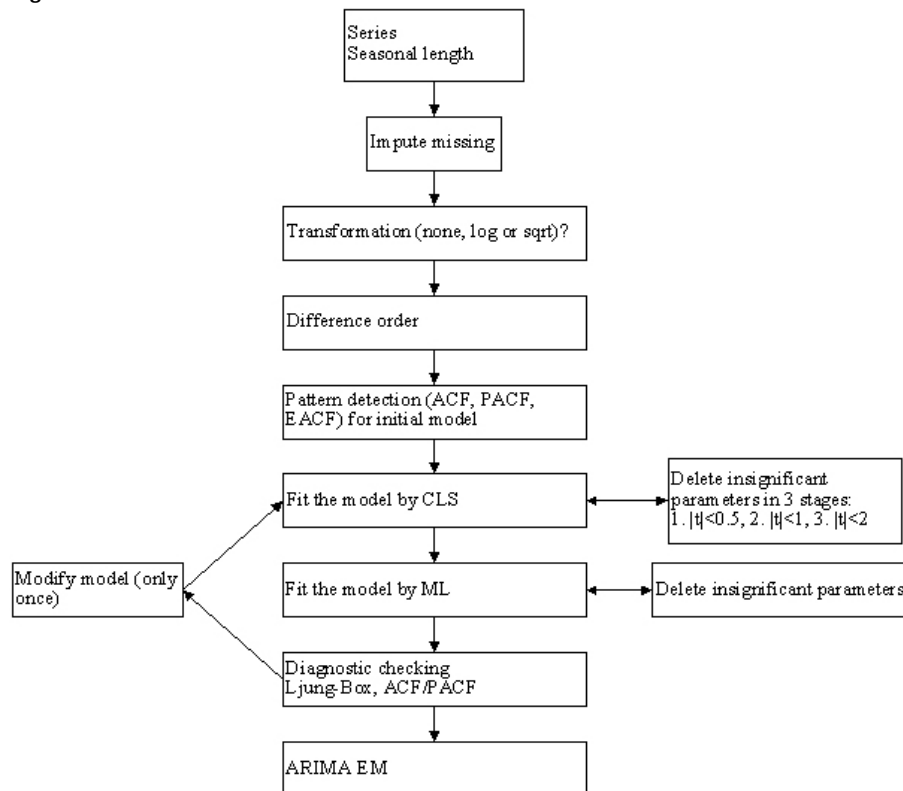 Series
Seasonal length
Impute missing
Transformation (none, log or sqrt)?
Difference order
Pattern detection (ACF, PACF,
EACF) for initial model
Fit the model by CLS
Delete insignificant
parameters in 3 stages:
1. |t|<0.5, 2. |t|<1, 3. |t|<2
Modify model (only
once)
Fit the model by ML
Delete insignificant parameters
Diagnostic checking
Ljung-Box, ACF/PACF
ARIMA EM